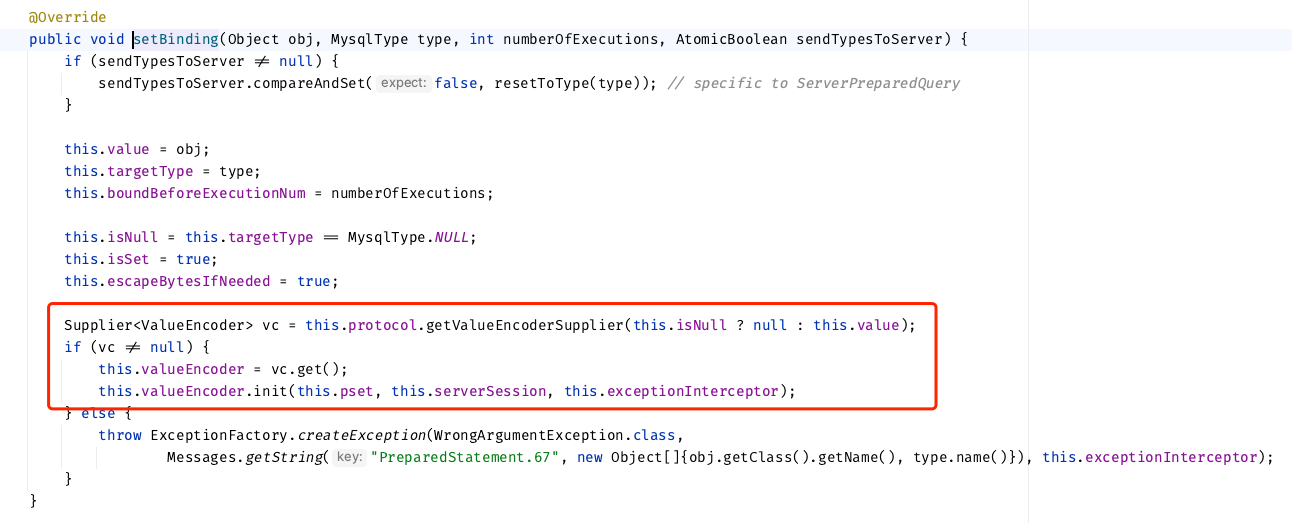 @Override
public void setBinding(Object obj, MysqlType type, int numberOfExecutions, AtomicBoolean sendTypesToServer) {
if (sendTypesToServer ≠ null) {
sendTypesToServer.compareAndSet( expect: false, resetToType(type)); // specific to ServerPreparedQuery
}
this.value = obj;
this.targetType = type;
this.boundBeforeExecutionNum = numberOfExecutions;
this.isNull = this.targetType == MysqlType.NULL;
this.isSet = true;
this.escapeBytesIfNeeded = true;
Supplier<ValueEncoder> vc = this.protocol.getValueEncoderSupplier(this.isNull ? null : this.value);
if (vc ≠ null) {
this.valueEncoder = vc.get();
this.valueEncoder.init(this.pset, this.serverSession, this.exceptionInterceptor);
} else {
throw ExceptionFactory.createException(WrongArgumentException.class,
Messages.getString( key: "PreparedStatement.67", new Object[]{obj.getClass().getName(), type.name()}), this.exceptionInterceptor);
}
}